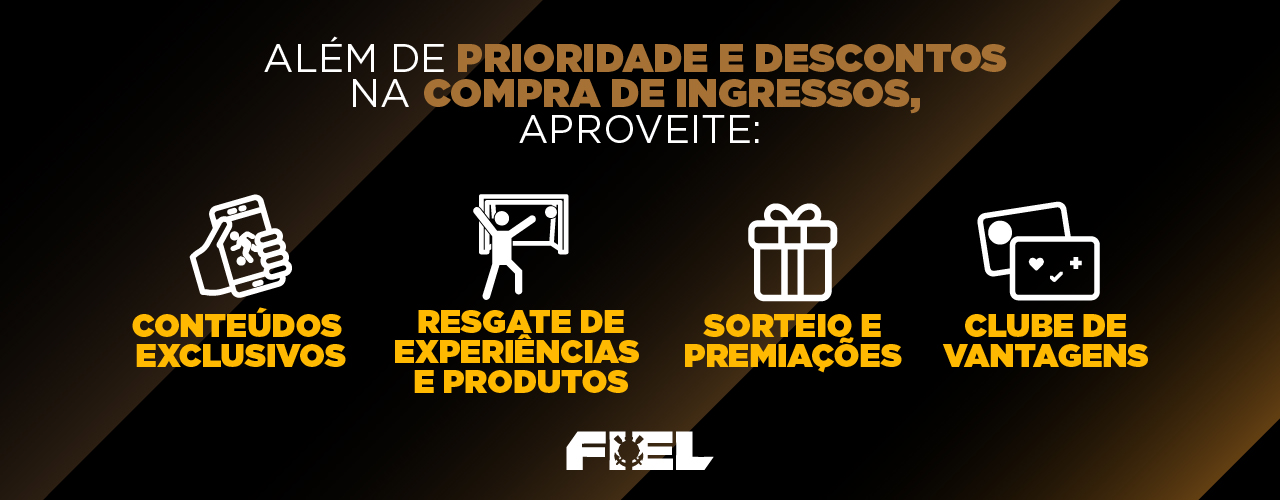 ALÉM DE PRIORIDADE E DESCONTOS
NA COMPRA DE INGRESSOS,
APROVEITE:
CONTEÚDOS
EXCLUSIVOS
RESGATE DE
EXPERIÊNCIAS
E PRODUTOS
SORTEIO E
PREMIAÇÕES
CLUBE DE
VANTAGENS
FIEL